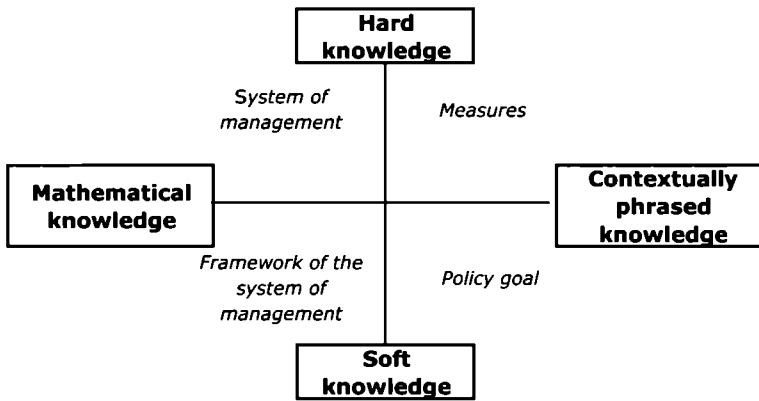 Hard
knowledge
System of
management
Measures
Mathematical
knowledge
Contextually
phrased
knowledge
Framework of the
system of
management
Policy goal
Soft
knowledge